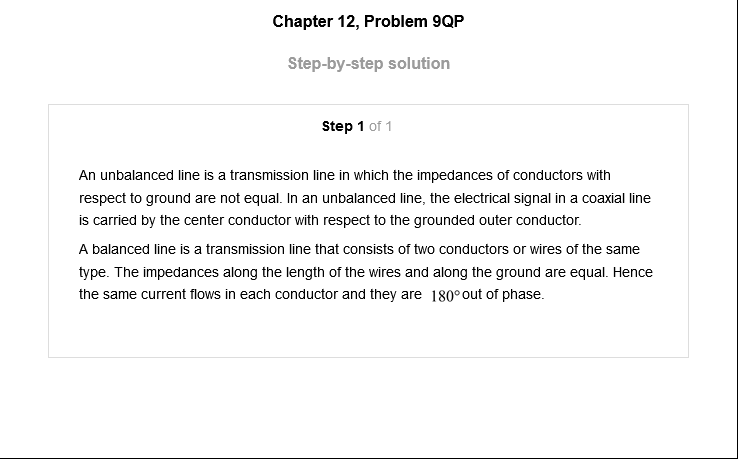 Chapter 12, Problem 9QP
Step-by-step solution
Step 1 of 1
An unbalanced line is a transmission line in which the impedances of conductors with
respect to ground are not equal. In an unbalanced line, the electrical signal in a coaxial line
is carried by the center conductor with respect to the grounded outer conductor.
A balanced line is a transmission line that consists of two conductors or wires of the same
type. The impedances along the length of the wires and along the ground are equal. Hence
the same current flows in each conductor and they are 180° out of phase.